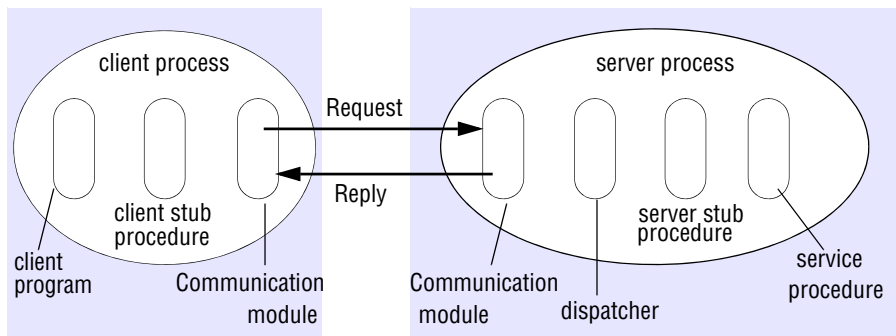 client process
server process
Request
Reply
client stub
procedure
server stub
procedure
client
program
Communication
module
Communication
module
dispatcher
service
procedure